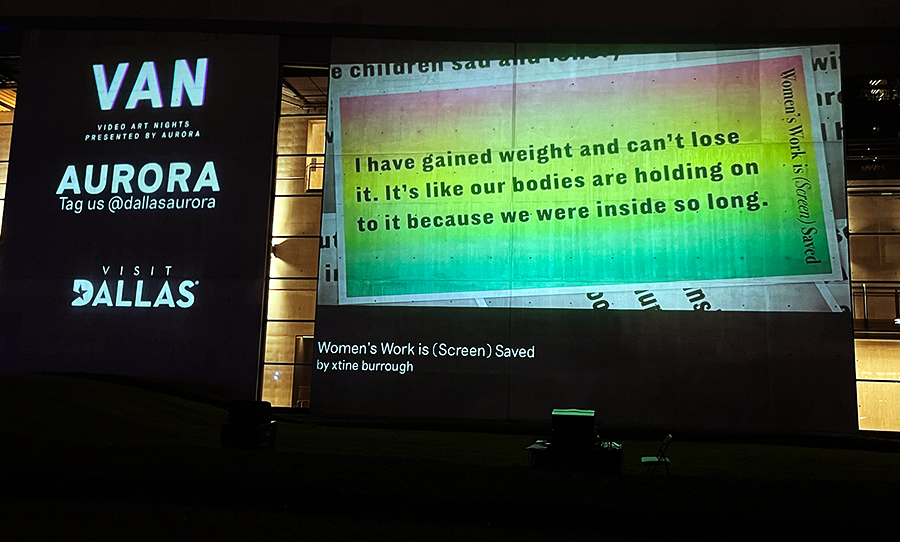 VAN
VIDEO ART NIGHTS
PRESENTED BY AURORA
AURORA
Tag us @dallasaurora
VISIT
DALLAS
e children sad and
wi
I have gained weight and can't lose
it. It's like our bodies are holding on
to it because we were inside so long.
Women's Work is (Screen) Saved
Women's Work is (Screen) Saved
by xtine burrough